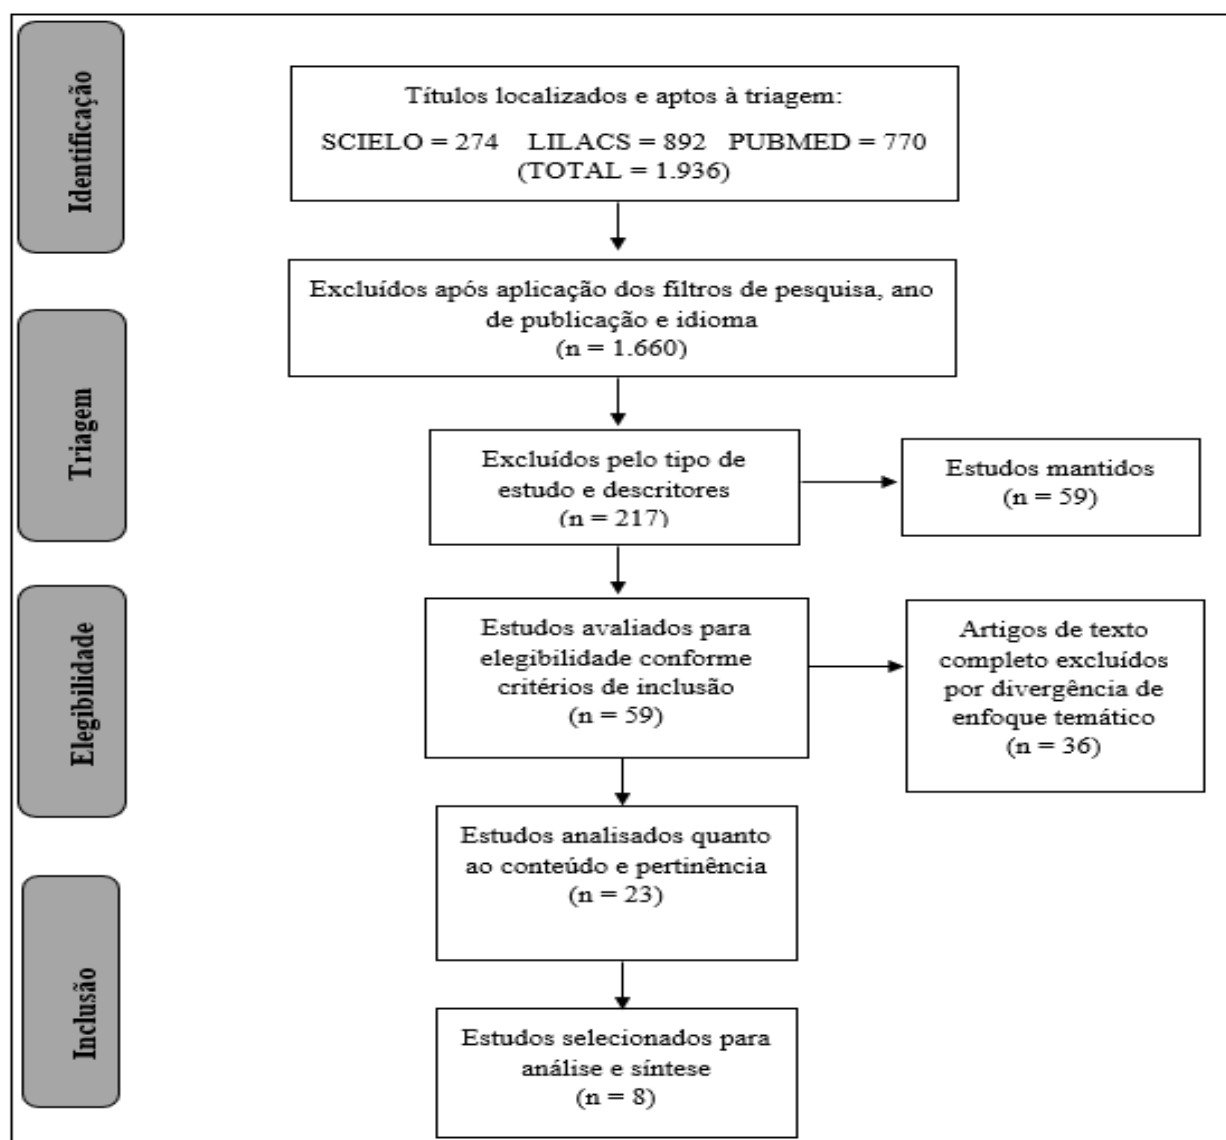 Identificação
Títulos localizados e aptos à triagem:
SCIELO = 274 LILACS = 892 PUBMED = 770
(TOTAL = 1.936)
Excluídos após aplicação dos filtros de pesquisa, ano
de publicação e idioma
(n = 1.660)
Triagem
Excluídos pelo tipo de
estudo e descritores
(n = 217)
Estudos mantidos
(n = 59)
Elegibilidade
Estudos avaliados para
elegibilidade conforme
critérios de inclusão
(n = 59)
Artigos de texto
completo excluídos
por divergência de
enfoque temático
(n = 36)
Estudos analisados quanto
ao conteúdo e pertinência
(n = 23)
Inclusão
Estudos selecionados para
análise e síntese
(n = 8)